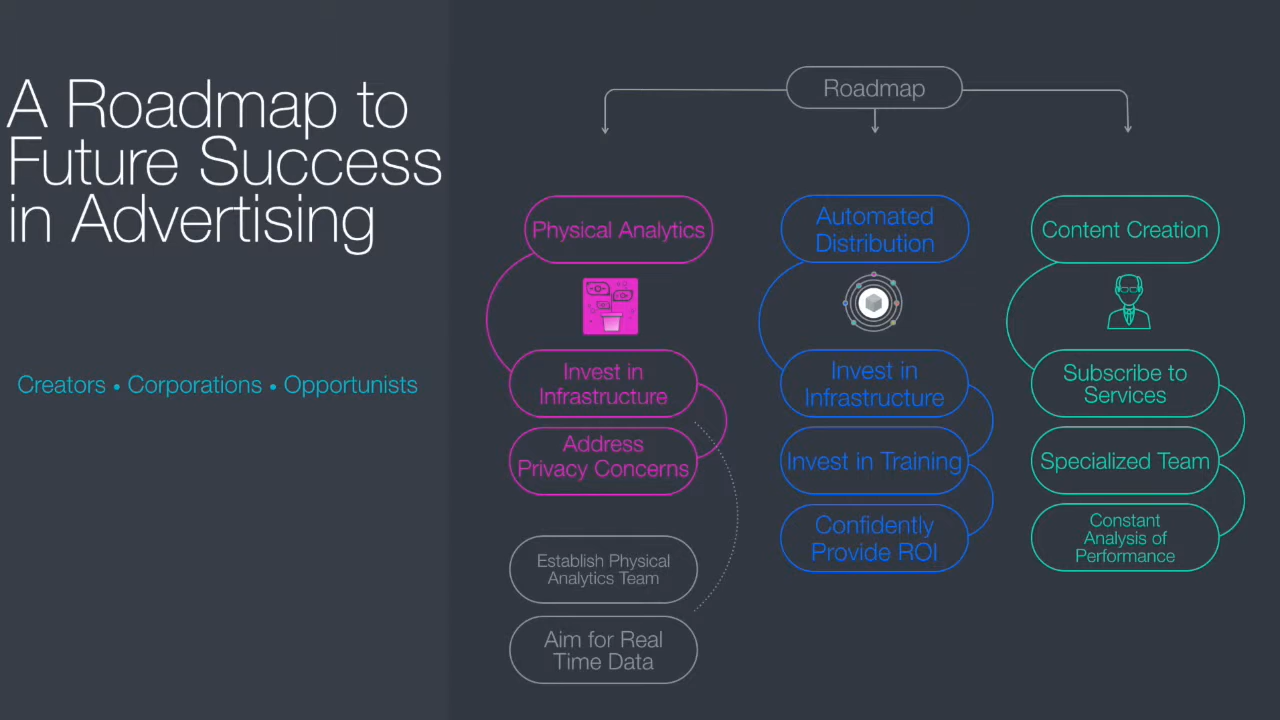 A Roadmap to
Future Success
in Advertising
Creators • Corporations • Opportunists
Roadmap
Physical Analytics
Invest in
Infrastructure
Address
Privacy Concerns
Establish Physical
Analytics Team
Aim for Real
Time Data
Automated
Distribution
Invest in
Infrastructure
Invest in Training
Confidently
Provide ROI
Content Creation
Subscribe to
Services
Specialized Team
Constant
Analysis of
Performance